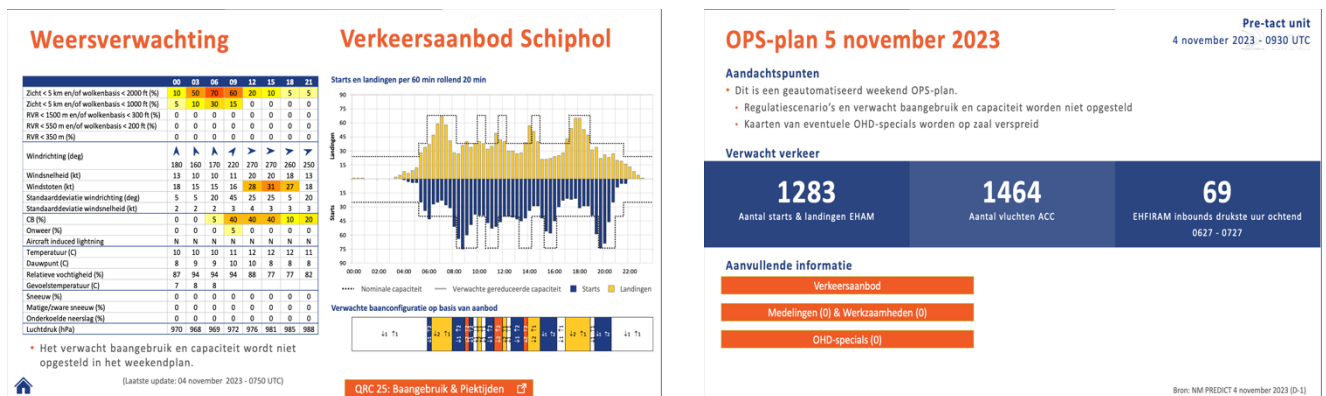 Weersverwachting
00 03 06 09 12 15 18 21
Zicht < 5 km en/of wolkenbasis < 2000 ft (%) 10 50 70 60 20 10 5 5
Zicht < 5 km en/of wolkenbasis < 1000 ft (%) 5 10 30 15 0 0 0 0
RVR < 1500 m en/of wolkenbasis < 300 ft (%) 0 0 0 0 0 0 0 0
RVR < 550 m en/of wolkenbasis < 200 ft (%) 0 0 0 0 0 0 0 0
RVR < 350 m (%) 0 0 0 0 0 0 0 0
Windrichting (deg)
180 160 170 220 270 270 260 250
Windsnelheid (kt) 13 10 10 11 20 20 18 13
Windstoten (kt) 18 15 15 16 28 31 27 18
Standaarddeviatie windrichting (deg) 5 5 20 45 25 5 5 20
Standaarddeviatie windsnelheid (kt) 2 2 2 3 4 3 3 3
CB (%) 0 0 5 40 40 40 10 20
Onweer (%) 0 0 0 5 0 0 0 0
Aircraft induced lightning N N N N N N N N
Temperatuur (C) 10 10 10 11 12 12 12 11
Dauwpunt (C) 8 9 9 10 10 8 8 8
Relatieve vochtigheid (%) 87 94 94 94 88 77 77 82
Gevoelstemperatuur (C) 7 8 8
Sneeuw (%) 0 0 0 0 0 0 0 0
Matige/zware sneeuw (%) 0 0 0 0 0 0 0 0
Onderkoelde neerslag (%) 0 0 0 0 0 0 0 0
Luchtdruk (hPa) 970 968 969 972 976 981 985 988
• Het verwacht baangebruik en capaciteit wordt niet
opgesteld in het weekendplan.
(Laatste update: 04 november 2023 - 0750 UTC)
Verkeersaanbod Schiphol
Starts en landingen per 60 min rollend 20 min
90
75
60
45
30
15
Landingen
15
30
45
60
75
90
Starts
00:00 02:00 04:00 06:00 08:00 10:00 12:00 14:00 16:00 18:00 20:00 22:00
Nominale capaciteit Verwachte gereduceerde capaciteit Starts Landingen
Verwachte baanconfiguratie op basis van aanbod
↓1 ↑1
QRC 25: Baangebruik & Piektijden
Pre-tact unit
4 november 2023 - 0930 UTC
OPS-plan 5 november 2023
Aandachtspunten
• Dit is een geautomatiseerd weekend OPS-plan.
• Regulatiescenario's en verwacht baangebruik en capaciteit worden niet opgesteld
• Kaarten van eventuele OHD-specials worden op zaal verspreid
Verwacht verkeer
1283
Aantal starts & landingen EHAM
1464
Aantal vluchten ACC
69
EHFIRAM inbounds drukste uur ochtend
0627 - 0727
Aanvullende informatie
Verkeersaanbod
Medelingen (0) & Werkzaamheden (0)
OHD-specials (0)
Bron: NM PREDICT 4 november 2023 (D-1)